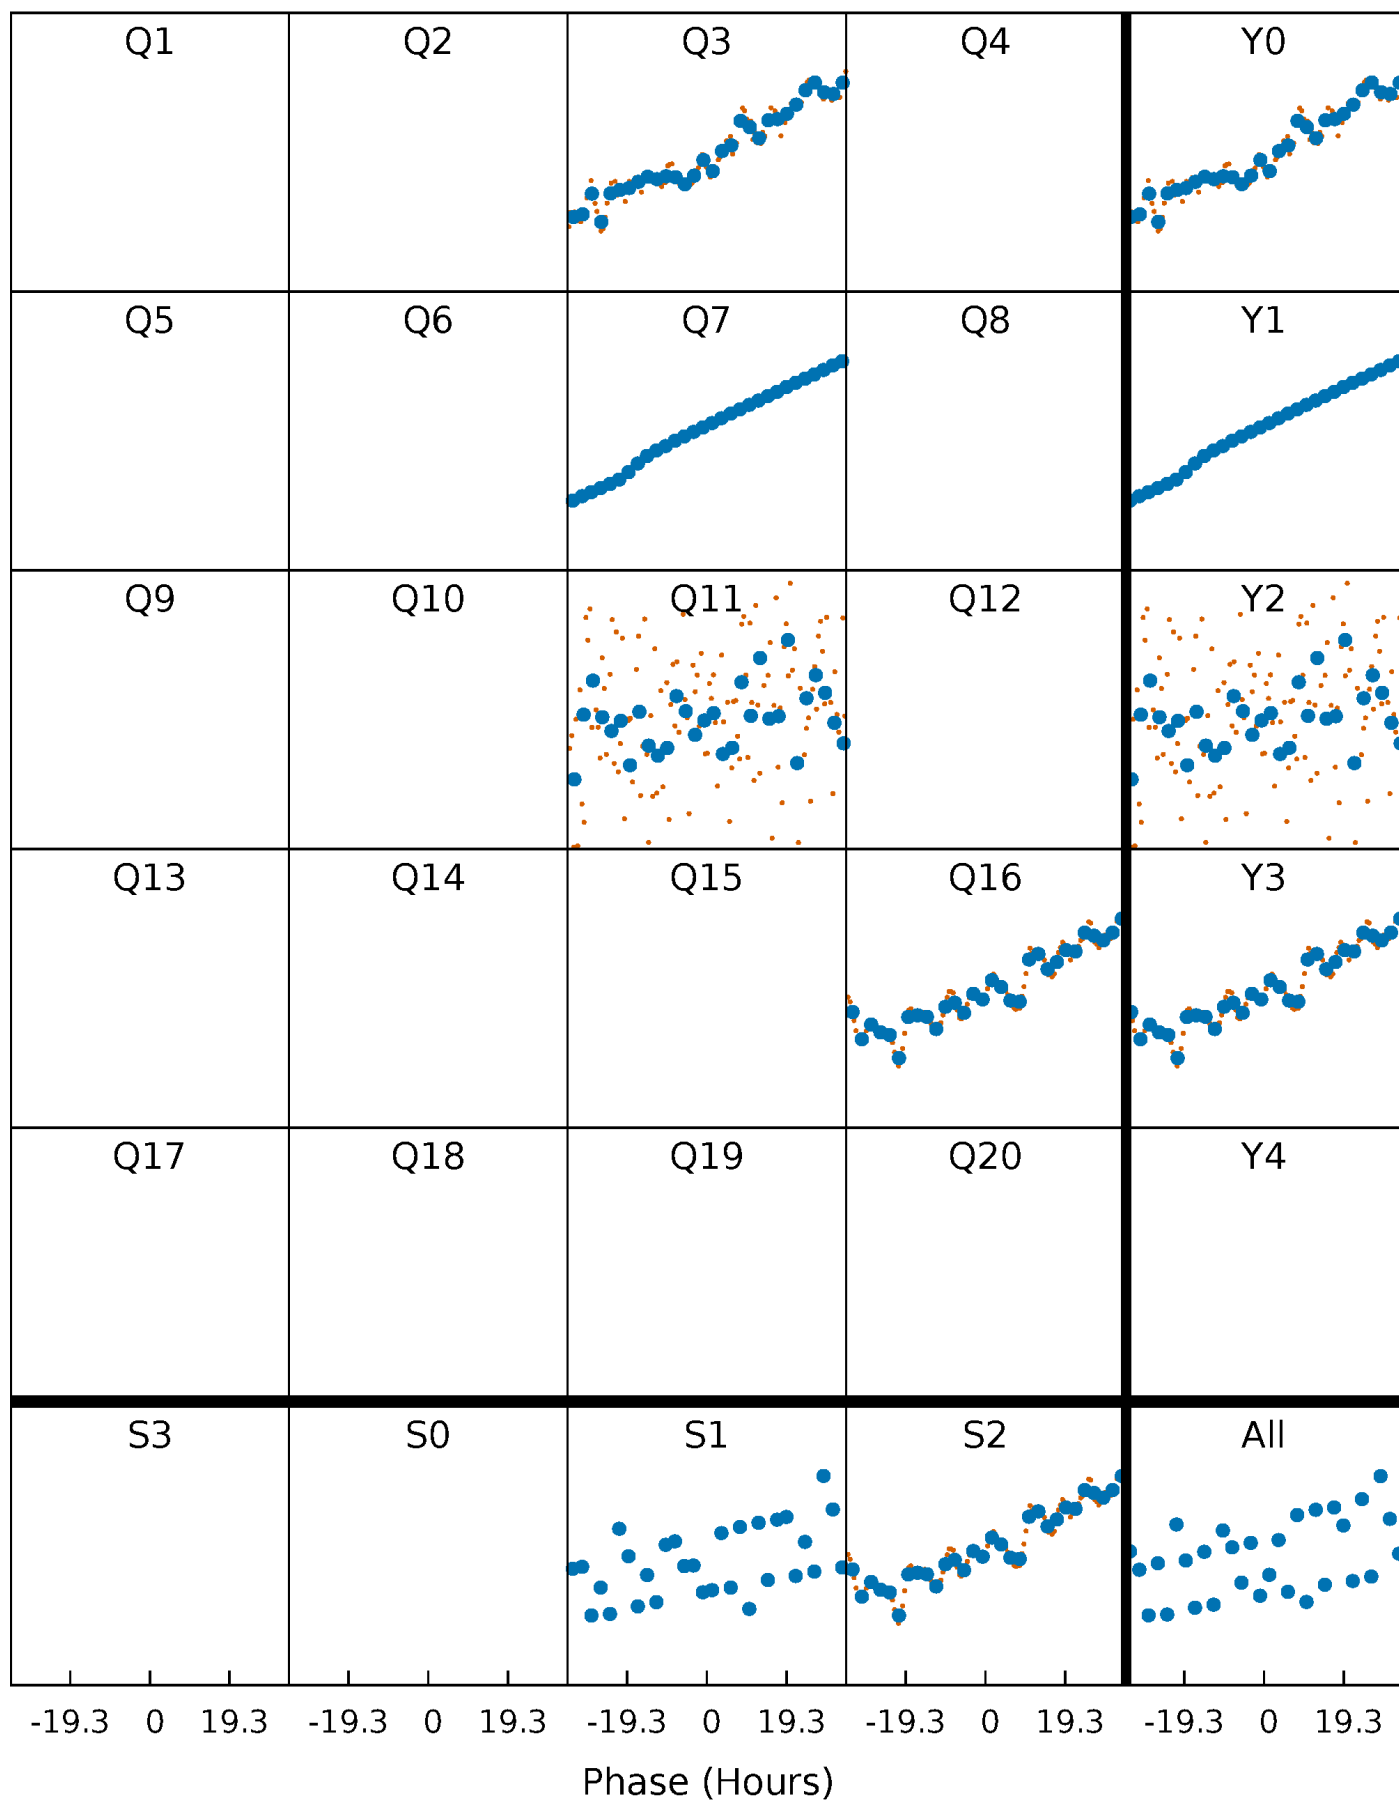 Q1 Q2 Q3 Q4 Y0
Q5 Q6 Q7 Q8 Y1
Q9 Q10 Q11 Q12 Y2
Q13 Q14 Q15 Q16 Y3
Q17 Q18 Q19 Q20 Y4
S3 S0 S1 S2 All
-19.3 0 19.3 -19.3 0 19.3 -19.3 0 19.3 -19.3 0 19.3 -19.3 0 19.3
Phase (Hours)